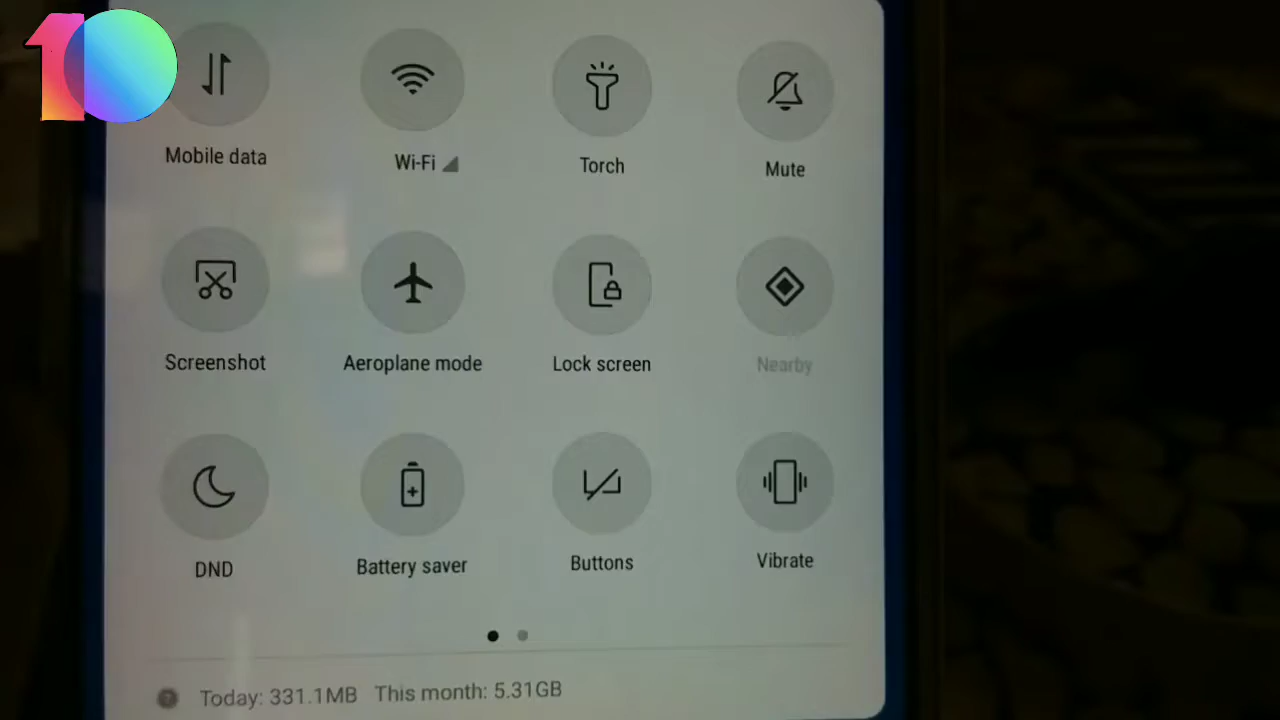 10
Mobile data
Wi-Fi
Torch
Mute
Screenshot
Aeroplane mode
Lock screen
Nearby
DND
Battery saver
Buttons
Vibrate
Today: 331.1MB This month: 5.31GB